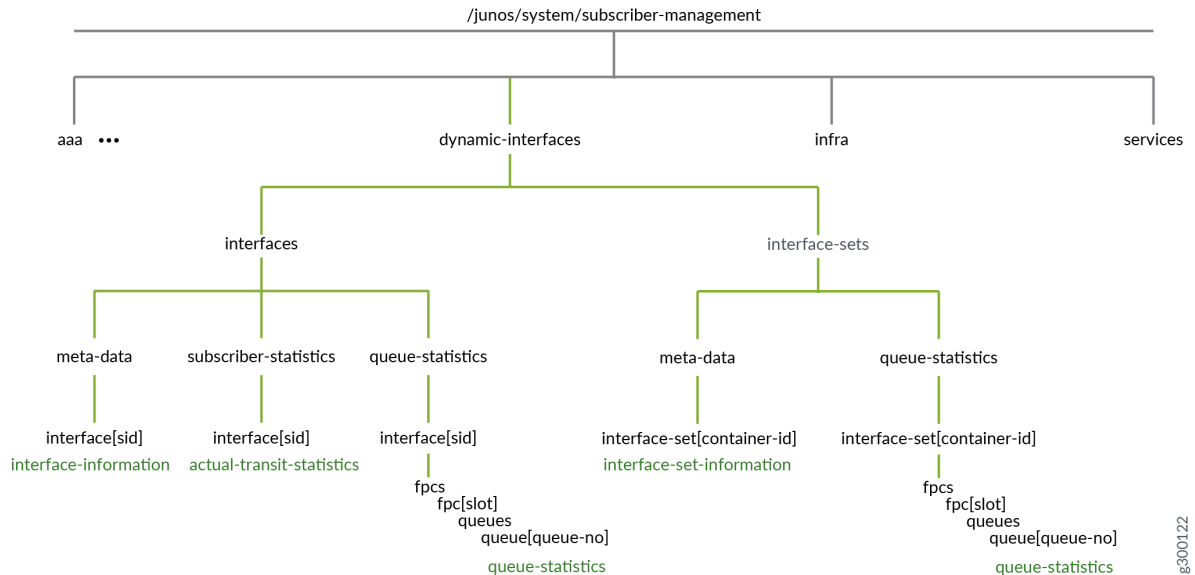 /junos/system/subscriber-management
aaa ••• dynamic-interfaces infra services
interfaces interface-sets
meta-data subscriber-statistics queue-statistics meta-data queue-statistics
interface[sid] interface[sid] interface[sid] interface-set[container-id] interface-set[container-id]
interface-information actual-transit-statistics interface-set-information
fpcs fpcs
fpc[slot] fpc[slot]
queues queues
queue[queue-no] queue[queue-no]
queue-statistics queue-statistics
g300122